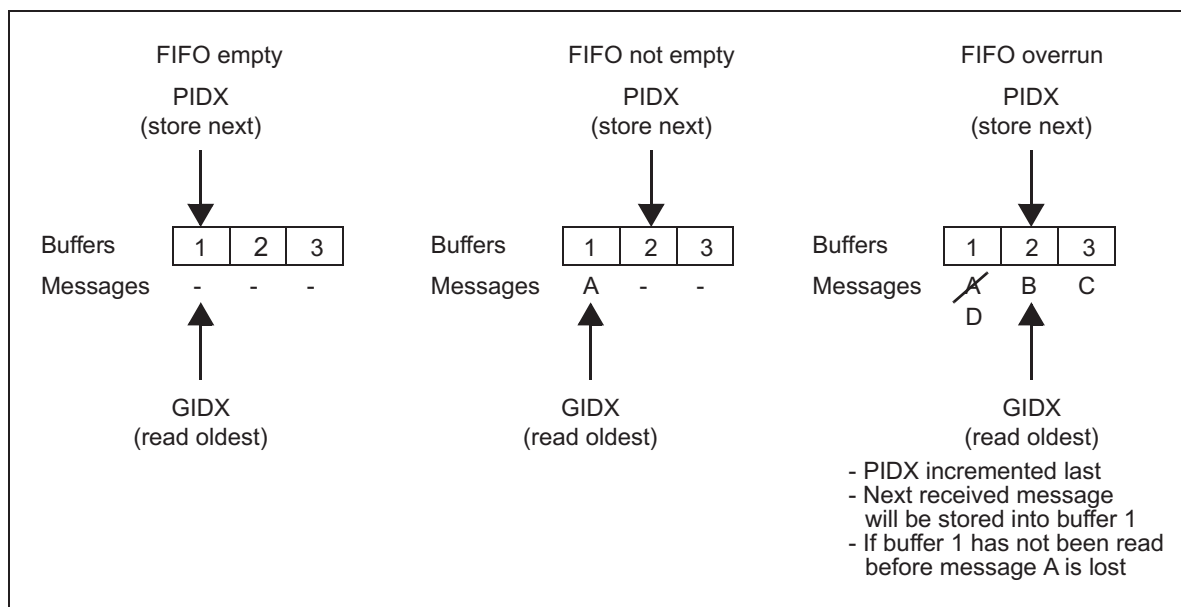 FIFO empty
PIDX
(store next)
Buffers 1 2 3
Messages - - -
GIDX
(read oldest)
FIFO not empty
PIDX
(store next)
Buffers 1 2 3
Messages A - -
GIDX
(read oldest)
FIFO overrun
PIDX
(store next)
Buffers 1 2 3
Messages A B C
D
GIDX
(read oldest)
- PIDX incremented last
- Next received message
will be stored into buffer 1
- If buffer 1 has not been read
before message A is lost